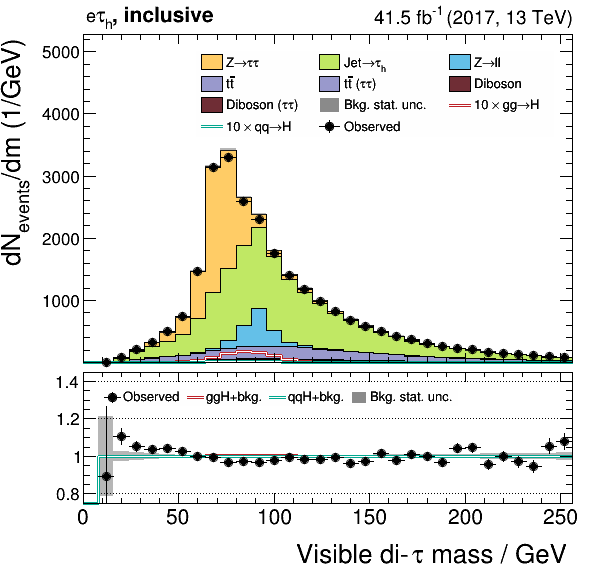 eτh, inclusive 41.5 fb-1 (2017, 13 TeV)
dNevents/dm (1/GeV)
5000
4000
3000
2000
1000
Z→ττ Jet→τh Z→ll
tt̄ tt̄ (ττ) Diboson
Diboson (ττ) Bkg. stat. unc. 10 × gg→H
10 × qq→H Observed
1.4
1.2
1
0.8
Observed ggH+bkg. qqH+bkg. Bkg. stat. unc.
0 50 100 150 200 250
Visible di-τ mass / GeV